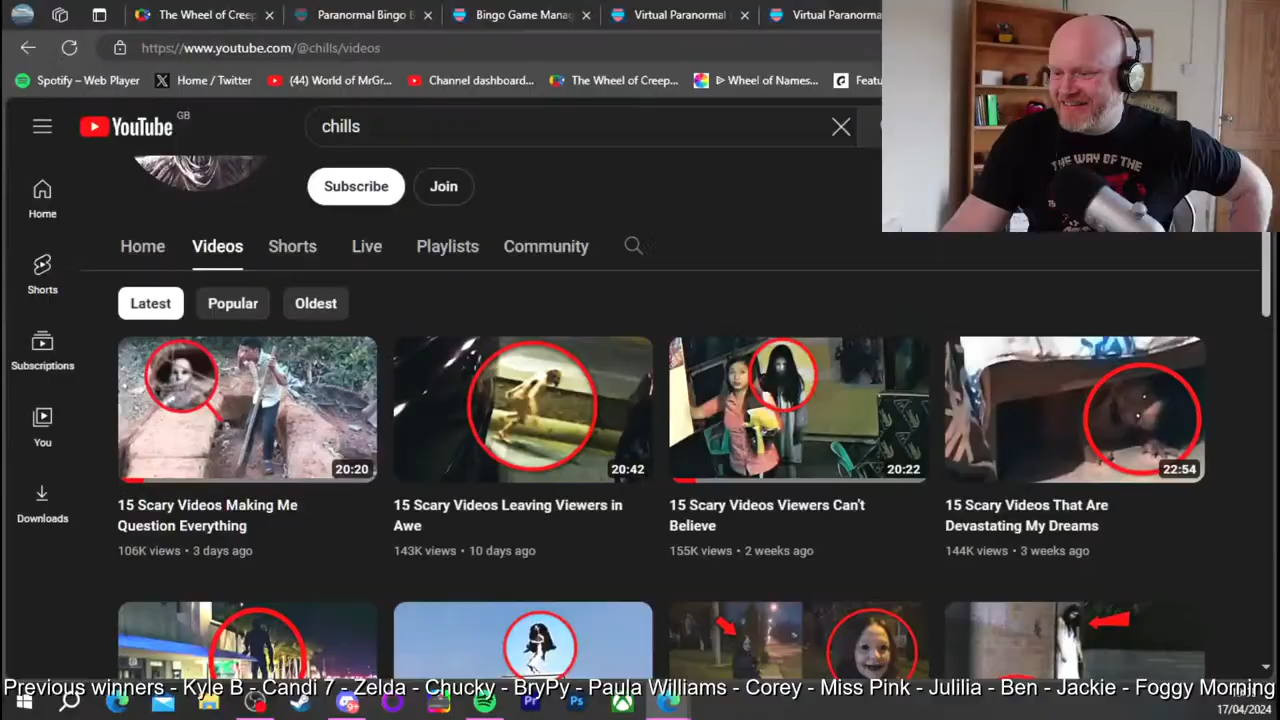 The Wheel of Creep
Paranormal Bingo
Bingo Game Mana
Virtual Paranormal
Virtual Paranorma
https://www.youtube.com/@chills/videos
Spotify – Web Player
Home / Twitter
(44) World of MrGr...
Channel dashboard...
The Wheel of Creep...
Wheel of Names...
Featu
YouTube GB
chills
THE WAY OF THE
Subscribe
Join
Home
Home
Videos
Shorts
Live
Playlists
Community
Shorts
Subscriptions
You
Downloads
Latest
Popular
Oldest
20:20
20:42
20:22
22:54
15 Scary Videos Making Me
Question Everything
106K views • 3 days ago
15 Scary Videos Leaving Viewers in
Awe
143K views • 10 days ago
15 Scary Videos Viewers Can't
Believe
155K views • 2 weeks ago
15 Scary Videos That Are
Devastating My Dreams
144K views • 3 weeks ago
Previous winners - Kyle B - Candi 7 - Zelda - Chucky - BryPy - Paula Williams - Corey - Miss Pink - Julilia - Ben - Jackie - Foggy Morning
Pr
Ps
17/04/2024